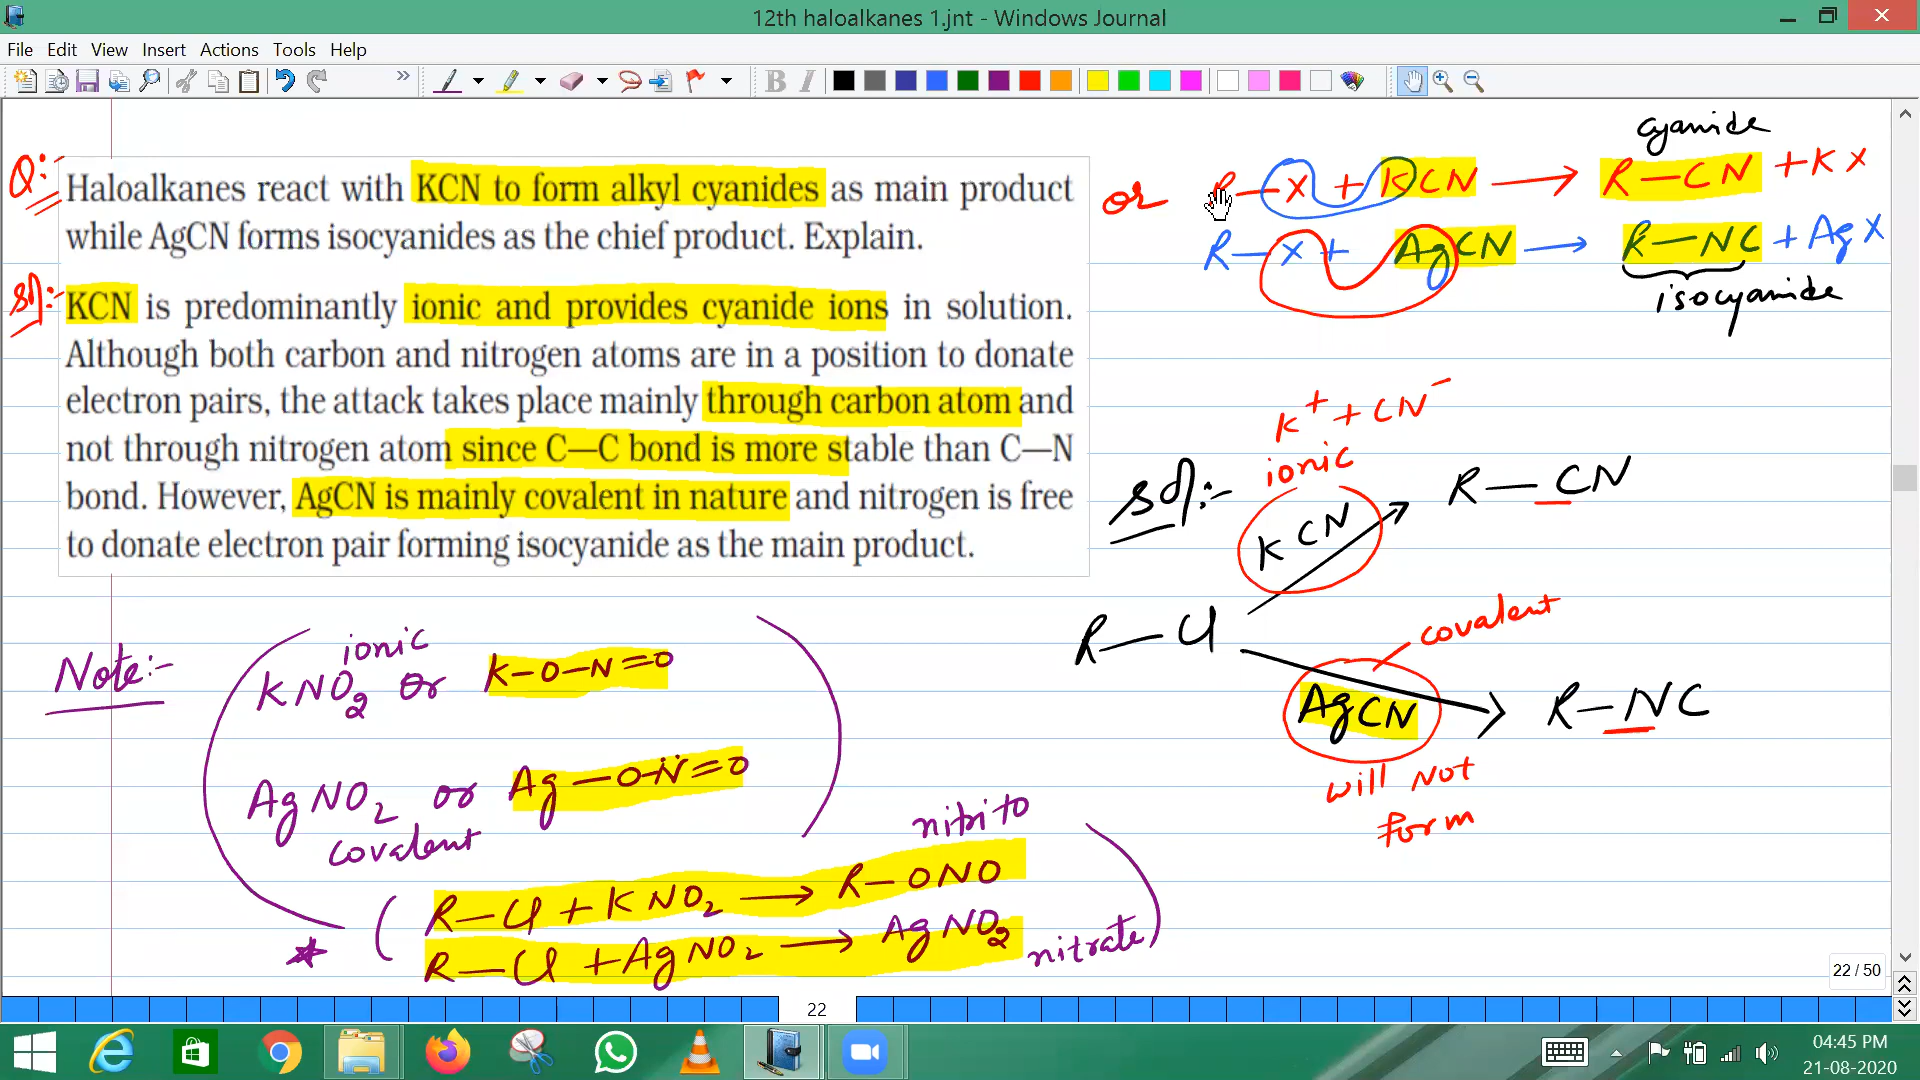 12th haloalkanes 1.jnt - Windows Journal
File Edit View Insert Actions Tools Help
B I
Q:-
Haloalkanes react with KCN to form alkyl cyanides as main product
while AgCN forms isocyanides as the chief product. Explain.
Sol:-
KCN is predominantly ionic and provides cyanide ions in solution.
Although both carbon and nitrogen atoms are in a position to donate
electron pairs, the attack takes place mainly through carbon atom and
not through nitrogen atom since C—C bond is more stable than C—N
bond. However, AgCN is mainly covalent in nature and nitrogen is free
to donate electron pair forming isocyanide as the main product.
cyanide
or R—X + KCN ⟶ R—CN + KX
R—X + AgCN ⟶ R—NC + AgX
isocyanide
K⁺ + CN⁻
ionic
Sol:-
KCN
R—CN
R—Cl
covalent
AgCN
R—NC
will not
form
Note:-
ionic
KNO₂ or K-O-N=O
AgNO₂ or Ag—O-N̈=O
covalent
nitrito
(R—Cl + KNO₂ ⟶ R—ONO
R—Cl + AgNO₂ ⟶ AgNO₂
nitrate)
22 / 50
22
04:45 PM
21-08-2020